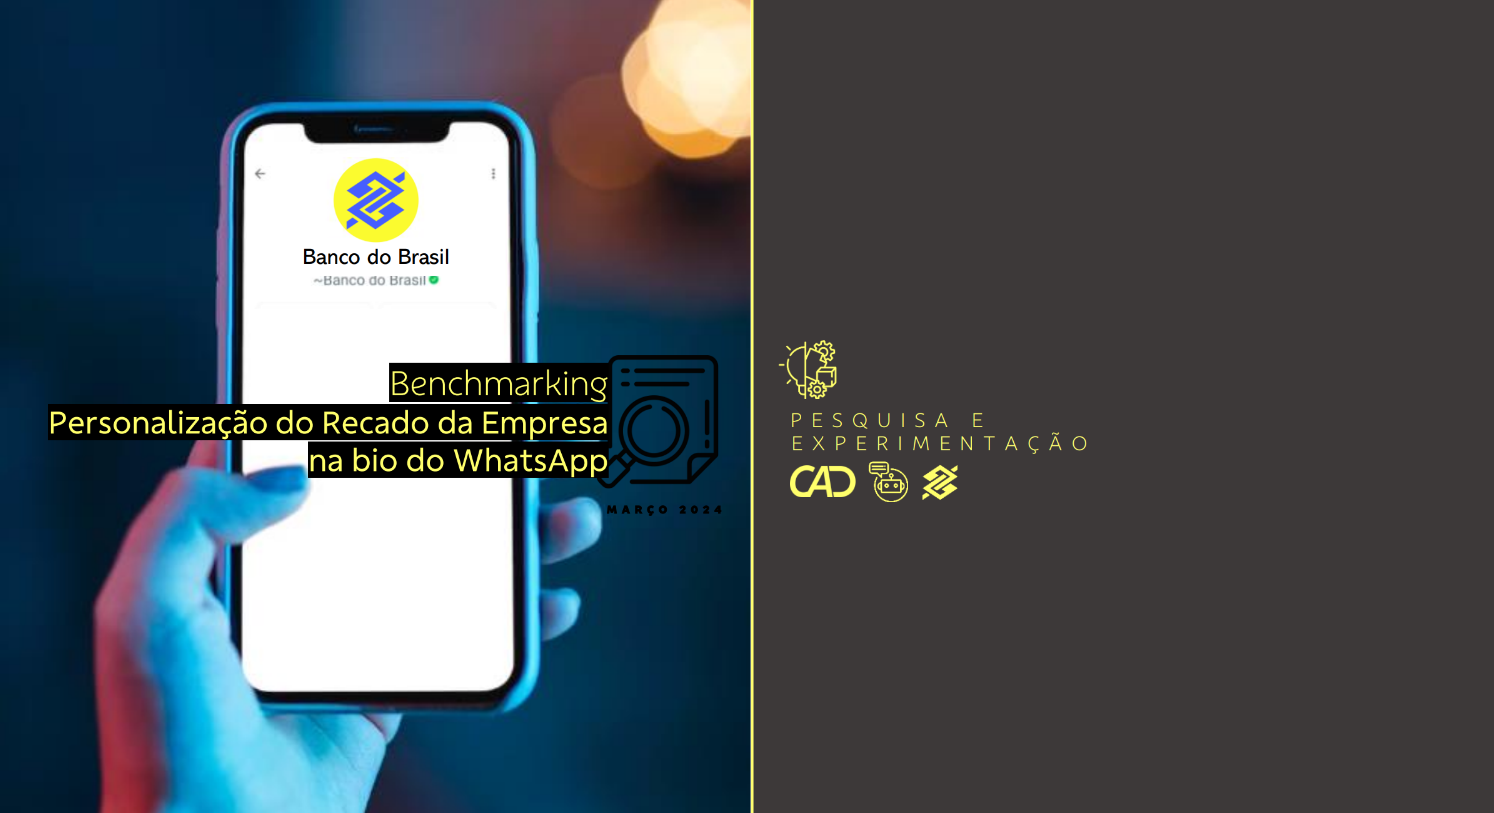 Banco do Brasil
~Banco do Brasil
Benchmarking
Personalização do Recado da Empresa
na bio do WhatsApp
MARÇO 2024
PESQUISA E
EXPERIMENTAÇÃO
CAD